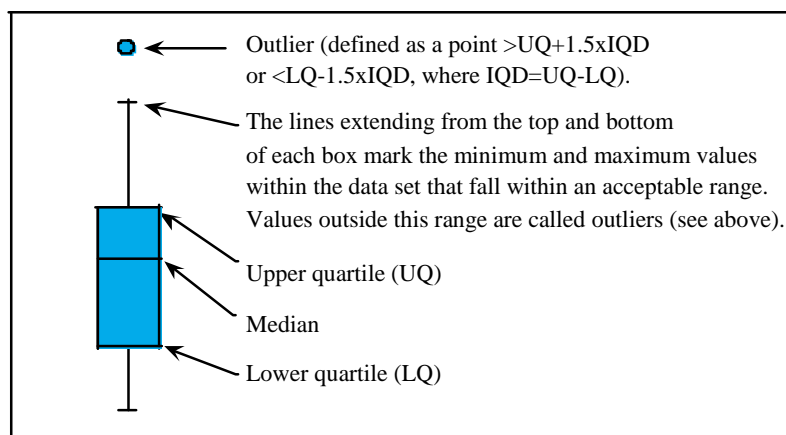 Outlier (defined as a point >UQ+1.5xIQD
or <LQ-1.5xIQD, where IQD=UQ-LQ).
The lines extending from the top and bottom
of each box mark the minimum and maximum values
within the data set that fall within an acceptable range.
Values outside this range are called outliers (see above).
Upper quartile (UQ)
Median
Lower quartile (LQ)